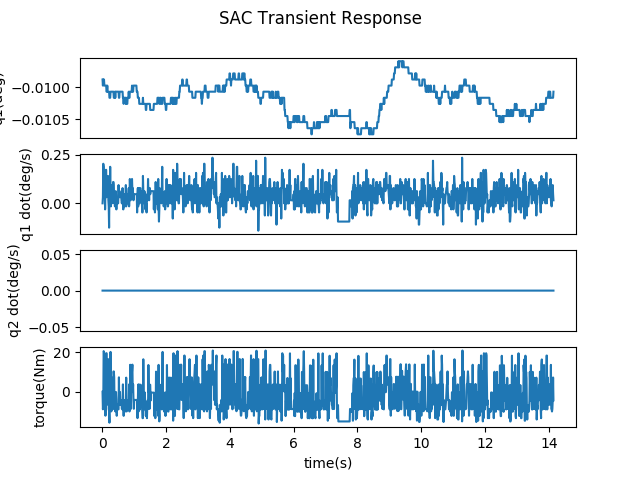 SAC Transient Response
−0.0100
−0.0105
0.25
0.00
q1 dot(deg/s)
0.05
0.00
−0.05
q2 dot(deg/s)
20
0
torque(Nm)
0 2 4 6 8 10 12 14
time(s)